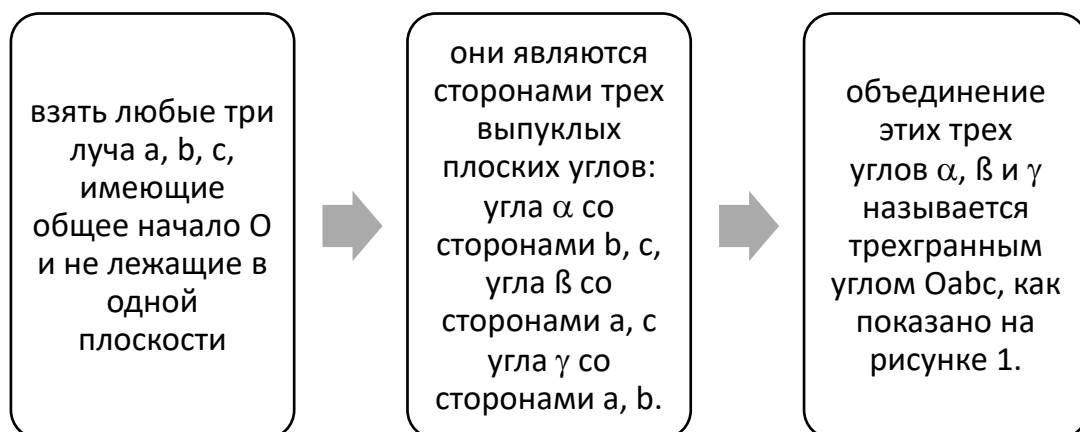 взять любые три
луча a, b, c,
имеющие
общее начало O
и не лежащие в
одной
плоскости
они являются
сторонами трех
выпуклых
плоских углов:
угла α со
сторонами b, c,
угла ß со
сторонами a, c
угла γ со
сторонами a, b.
объединение
этих трех
углов α, ß и γ
называется
трехгранным
углом Oabc, как
показано на
рисунке 1.